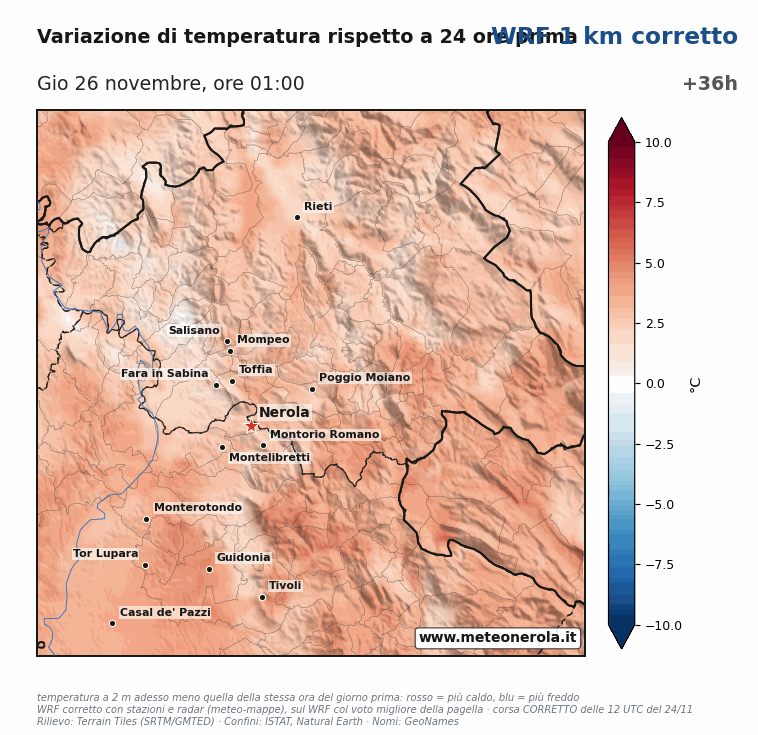 Variazione di temperatura rispetto a 24 ore prima
WRF 1 km corretto
Gio 26 novembre, ore 01:00
+36h
Rieti
Salisano
Mompeo
Fara in Sabina
Toffia
Poggio Moiano
Nerola
Montorio Romano
Montelibretti
Monterotondo
Tor Lupara
Guidonia
Tivoli
Casal de' Pazzi
www.meteonerola.it
10.0
7.5
5.0
2.5
0.0
−2.5
−5.0
−7.5
−10.0
°C
temperatura a 2 m adesso meno quella della stessa ora del giorno prima: rosso = più caldo, blu = più freddo
WRF corretto con stazioni e radar (meteo-mappe), sul WRF col voto migliore della pagella · corsa CORRETTO delle 12 UTC del 24/11
Rilievo: Terrain Tiles (SRTM/GMTED) · Confini: ISTAT, Natural Earth · Nomi: GeoNames